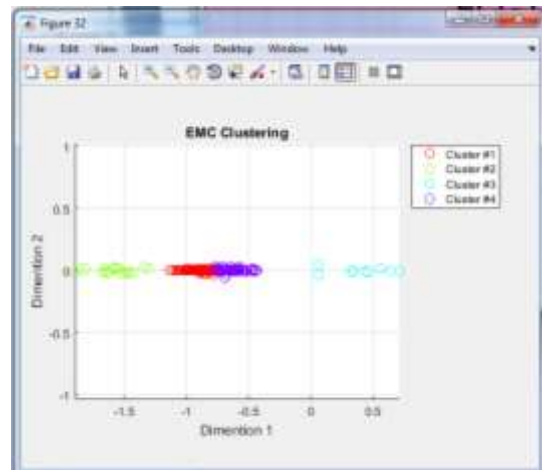 Figure 32
File Edit View Insert Tools Desktop Window Help
EMC Clustering
Cluster #1
Cluster #2
Cluster #3
Cluster #4
1
0.5
0
-0.5
-1
Dimention 2
-1.5 -1 -0.5 0 0.5
Dimention 1